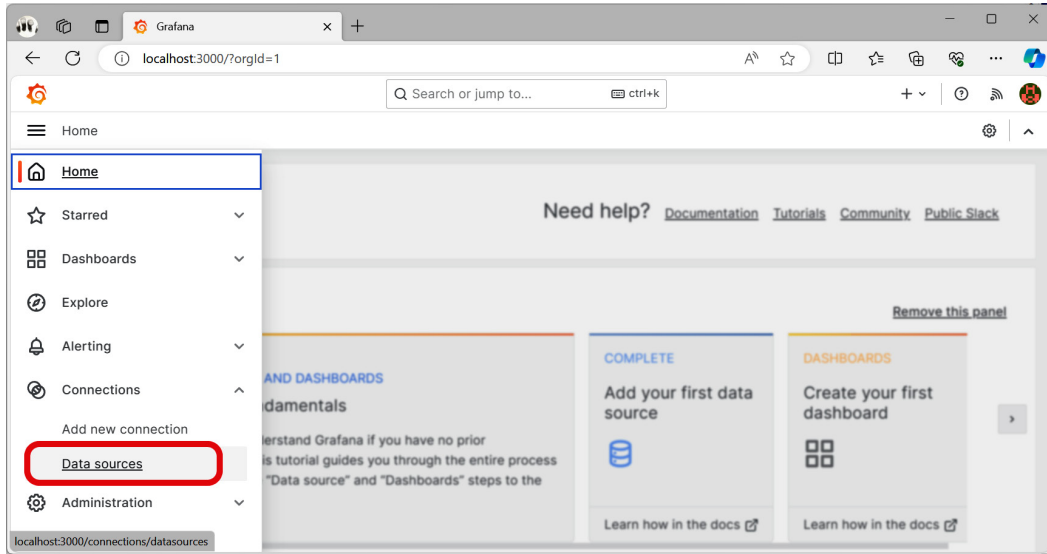 Grafana
localhost:3000/?orgId=1
Search or jump to... ctrl+k
Home
Home
Starred
Dashboards
Explore
Alerting
Connections
Add new connection
Data sources
Administration
localhost:3000/connections/datasources
Need help? Documentation Tutorials Community Public Slack
Remove this panel
AND DASHBOARDS
damentals
erstand Grafana if you have no prior
is tutorial guides you through the entire process
"Data source" and "Dashboards" steps to the
COMPLETE
Add your first data
source
Learn how in the docs
DASHBOARDS
Create your first
dashboard
Learn how in the docs